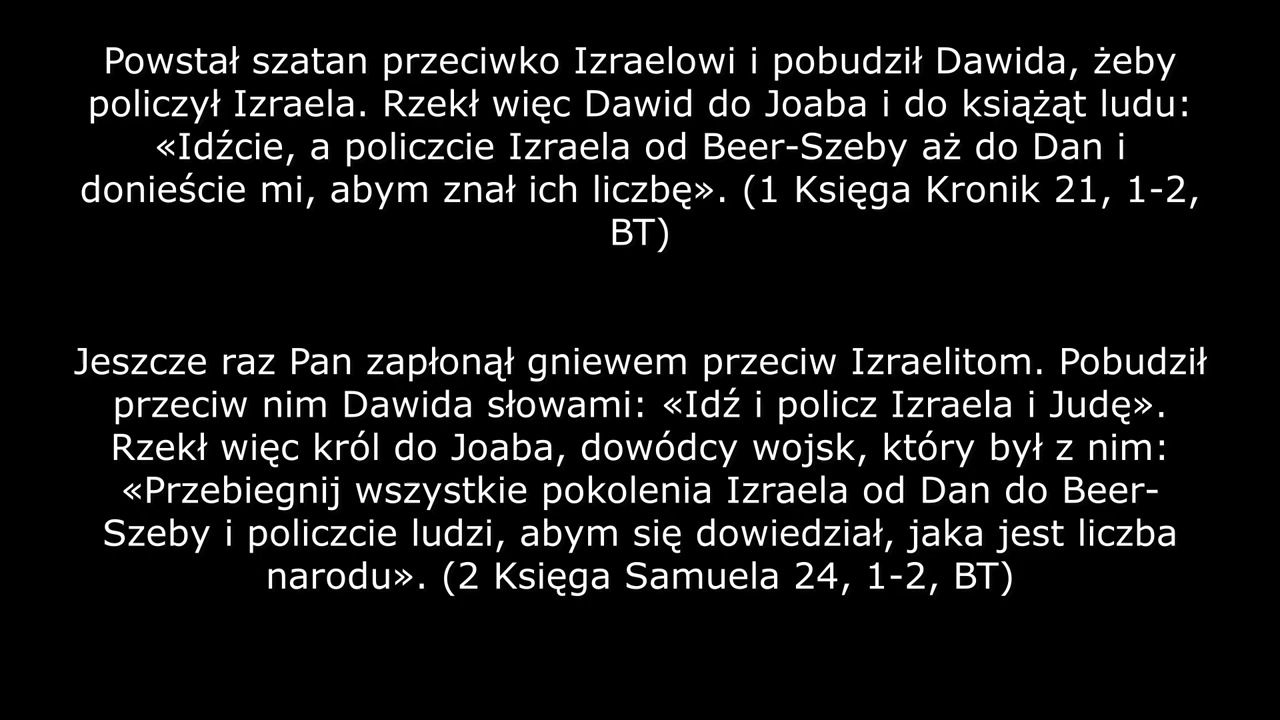 Powstał szatan przeciwko Izraelowi i pobudził Dawida, żeby
policzył Izraela. Rzekł więc Dawid do Joaba i do książąt ludu:
«Idźcie, a policzcie Izraela od Beer-Szeby aż do Dan i
donieście mi, abym znał ich liczbę». (1 Księga Kronik 21, 1-2,
BT)
Jeszcze raz Pan zapłonął gniewem przeciw Izraelitom. Pobudził
przeciw nim Dawida słowami: «Idź i policz Izraela i Judę».
Rzekł więc król do Joaba, dowódcy wojsk, który był z nim:
«Przebiegnij wszystkie pokolenia Izraela od Dan do Beer-
Szeby i policzcie ludzi, abym się dowiedział, jaka jest liczba
narodu». (2 Księga Samuela 24, 1-2, BT)